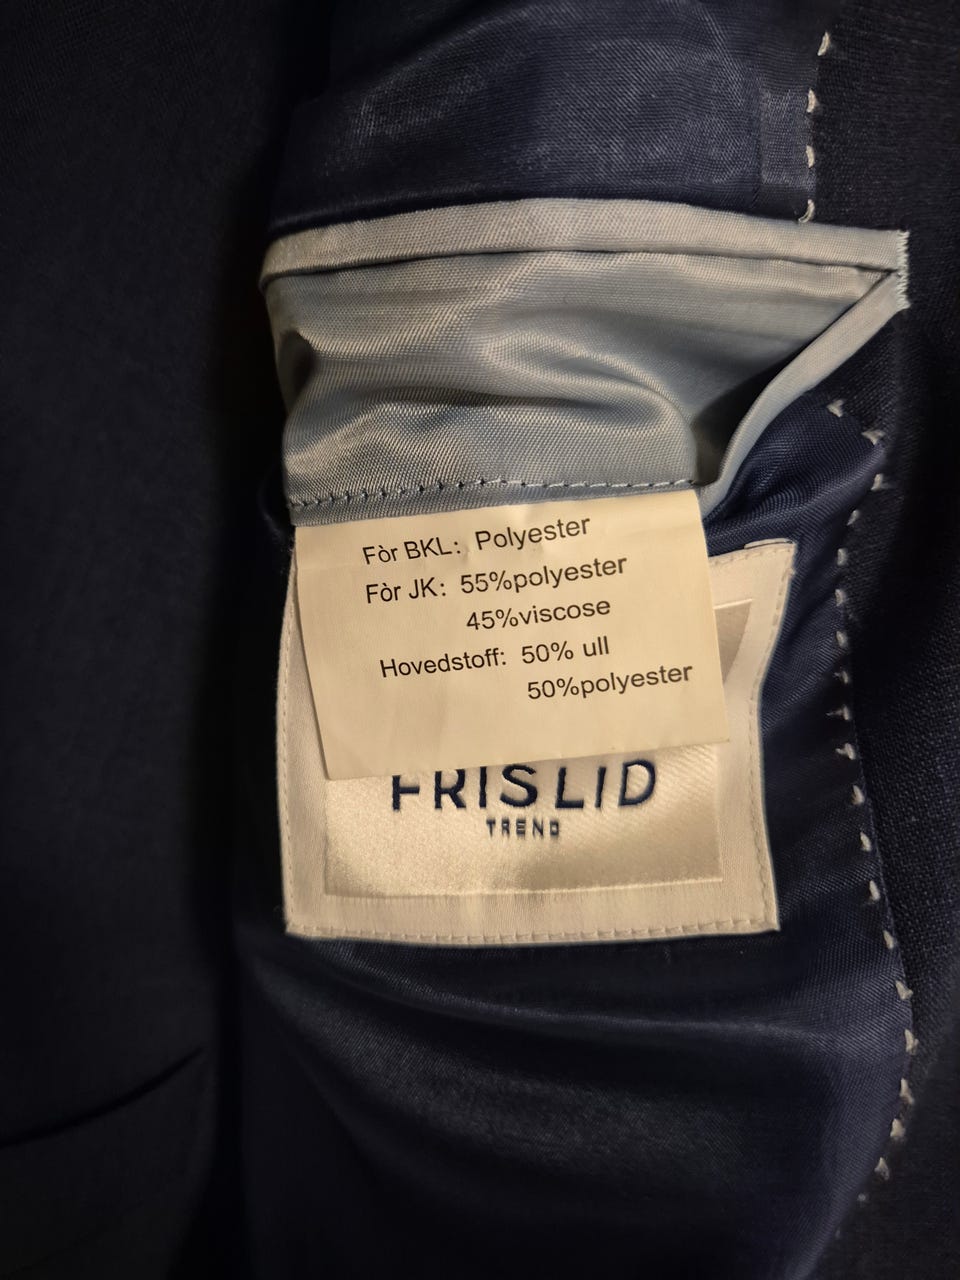 Fòr BKL: Polyester
Fòr JK: 55%polyester
45%viscose
Hovedstoff: 50% ull
50%polyester
FRISLID
TREND